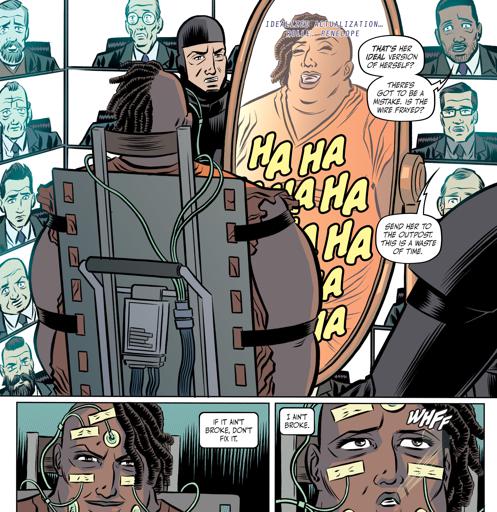 IDEALIZED ACTUALIZATION...
ROLLE, PENELOPE
THAT'S HER
IDEAL VERSION
OF HERSELF?
THERE'S
GOT TO BE A
MISTAKE. IS THE
WIRE FRAYED?
HA HA
HA HA
HA HA
HA
HA
SEND HER TO
THE OUTPOST.
THIS IS A WASTE
OF TIME.
IF IT AIN'T
BROKE, DON'T
FIX IT.
I AIN'T
BROKE.
WHFF